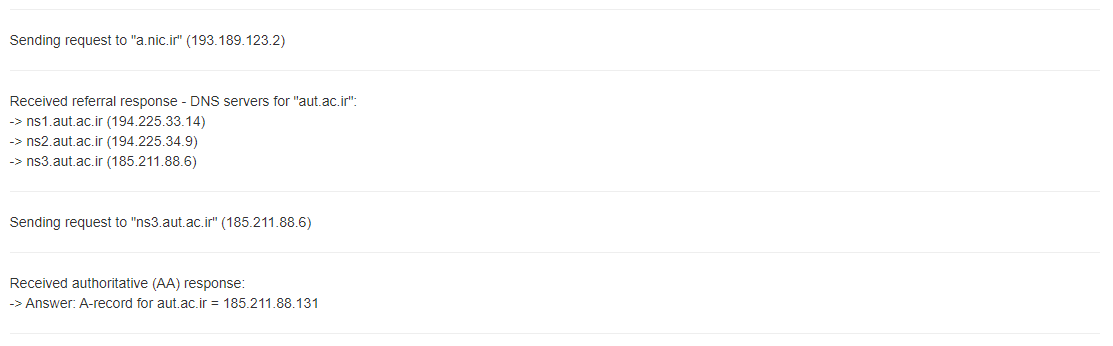 Sending request to "a.nic.ir" (193.189.123.2)
Received referral response - DNS servers for "aut.ac.ir":
-> ns1.aut.ac.ir (194.225.33.14)
-> ns2.aut.ac.ir (194.225.34.9)
-> ns3.aut.ac.ir (185.211.88.6)
Sending request to "ns3.aut.ac.ir" (185.211.88.6)
Received authoritative (AA) response:
-> Answer: A-record for aut.ac.ir = 185.211.88.131